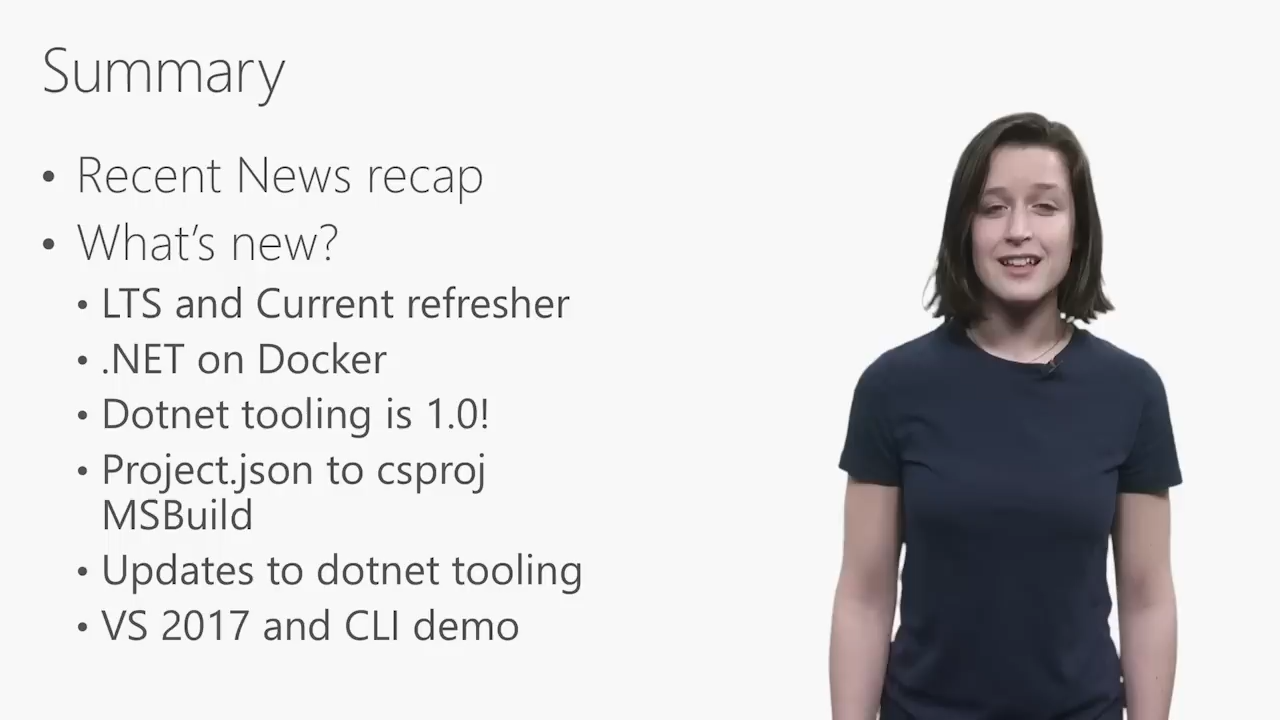 Summary
• Recent News recap
• What's new?
• LTS and Current refresher
• .NET on Docker
• Dotnet tooling is 1.0!
• Project.json to csproj
MSBuild
• Updates to dotnet tooling
• VS 2017 and CLI demo